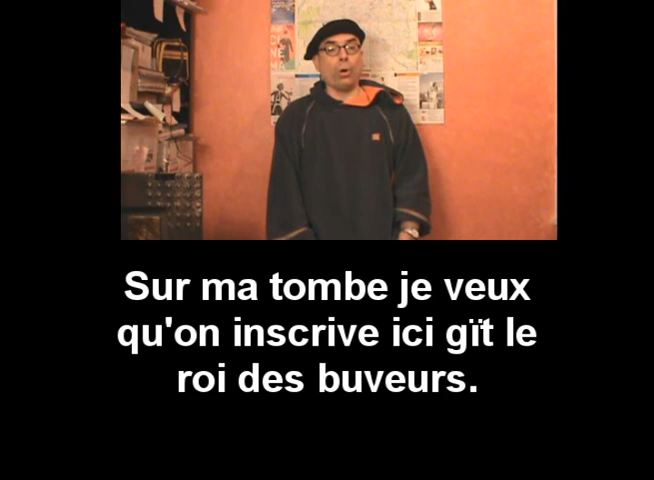 Sur ma tombe je veux
qu'on inscrive ici gït le
roi des buveurs.